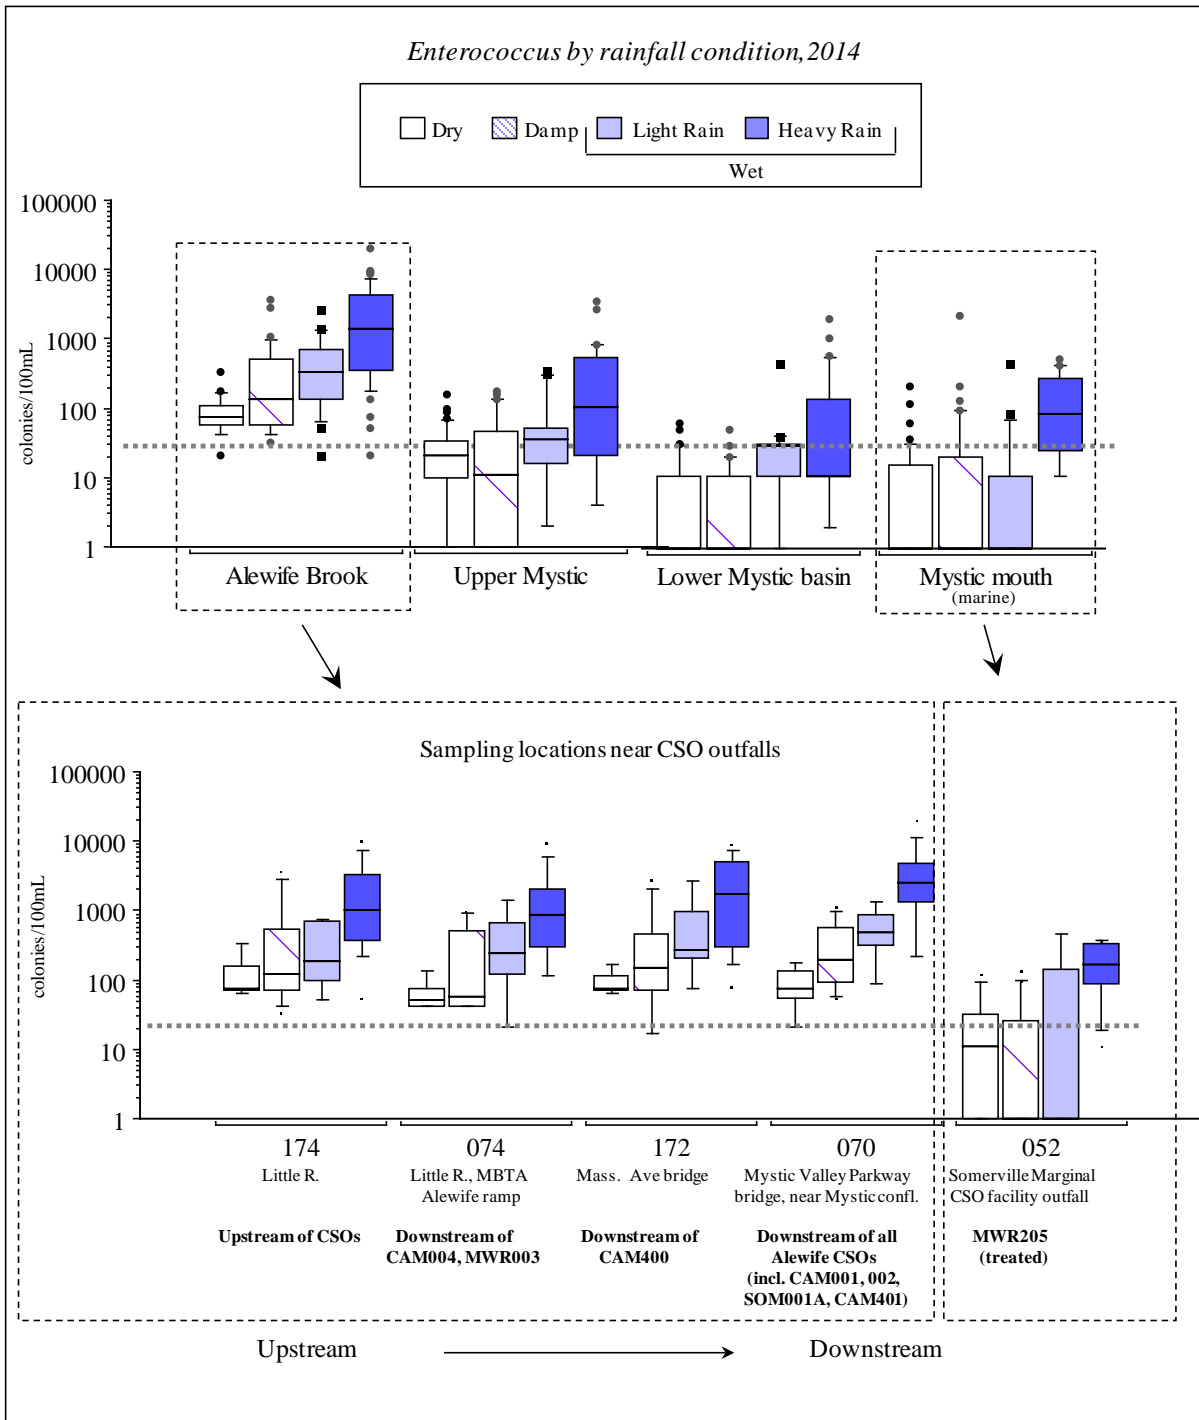 Enterococcus by rainfall condition, 2014
Dry Damp Light Rain Heavy Rain
Wet
100000
10000
1000
100
10
1
colonies/100mL
Alewife Brook Upper Mystic Lower Mystic basin Mystic mouth
(marine)
Sampling locations near CSO outfalls
100000
10000
1000
100
10
1
colonies/100mL
174 074 172 070 052
Little R. Little R., MBTA Mass. Ave bridge Mystic Valley Parkway Somerville Marginal
Alewife ramp bridge, near Mystic confl. CSO facility outfall
Upstream of CSOs Downstream of Downstream of Downstream of all MWR205
CAM004, MWR003 CAM400 Alewife CSOs (treated)
(incl. CAM001, 002,
SOM001A, CAM401)
Upstream Downstream